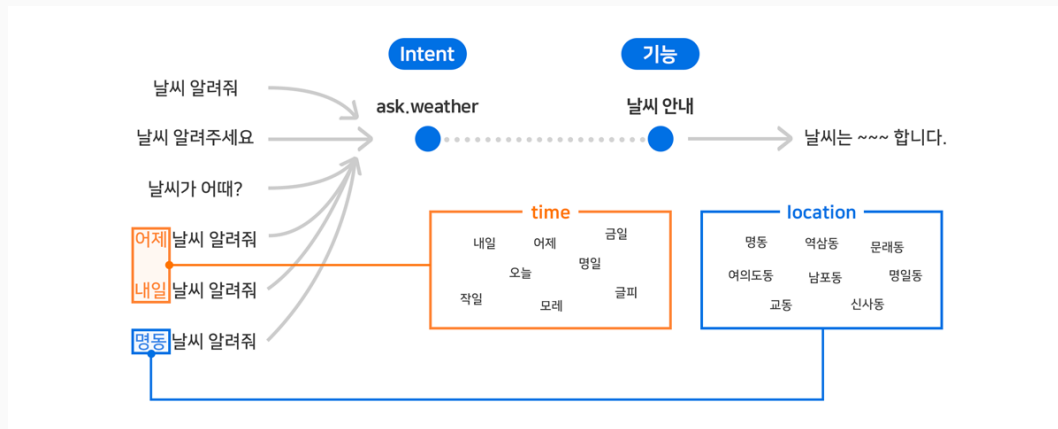 Intent
기능
날씨 알려줘
ask.weather
날씨 안내
날씨 알려주세요
날씨는 ~~~ 합니다.
날씨가 어때?
어제 날씨 알려줘
내일 날씨 알려줘
명동 날씨 알려줘
time
내일 어제 금일
오늘 명일
작일 모레 글피
location
명동 역삼동 문래동
여의도동 남포동 명일동
교동 신사동